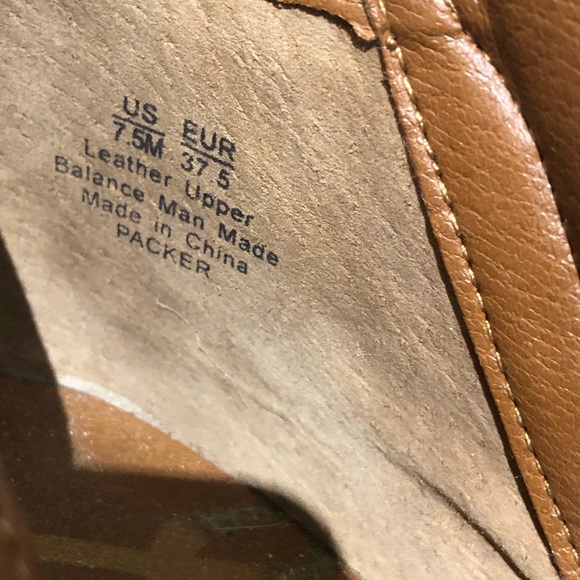 US EUR
7.5M 37.5
Leather Upper
Balance Man Made
Made in China
PACKER